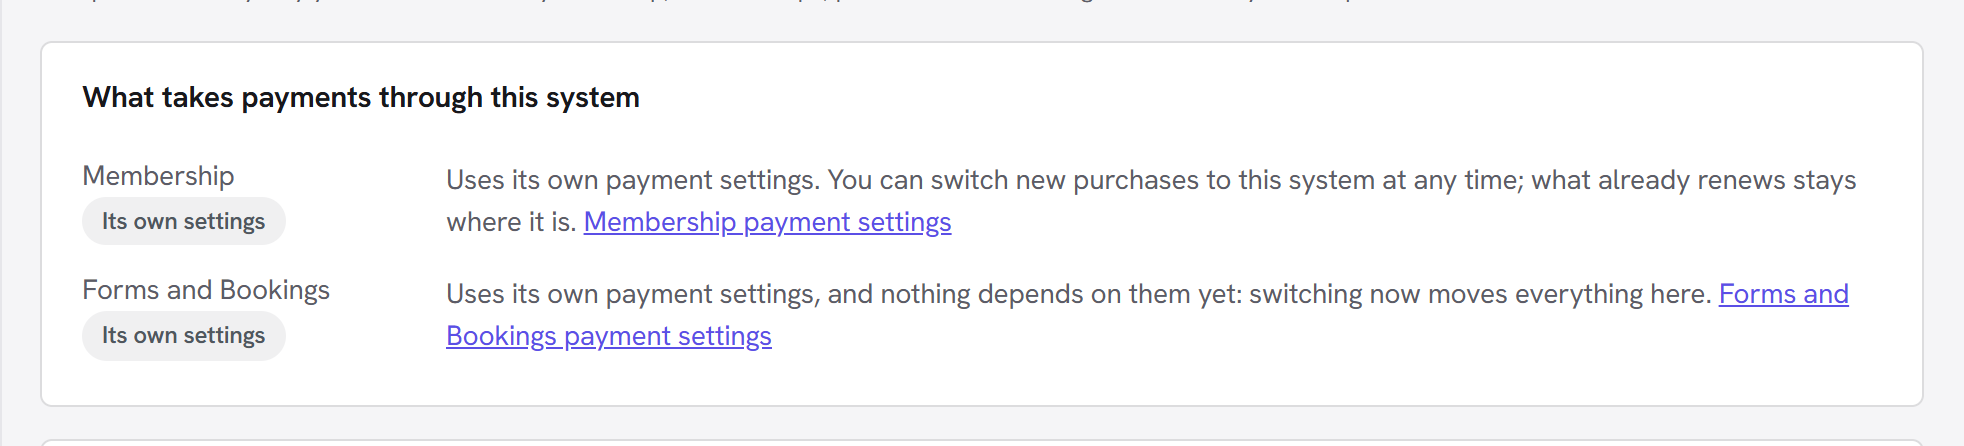 What takes payments through this system
Membership
Its own settings
Uses its own payment settings. You can switch new purchases to this system at any time; what already renews stays
where it is. Membership payment settings
Forms and Bookings
Its own settings
Uses its own payment settings, and nothing depends on them yet: switching now moves everything here. Forms and
Bookings payment settings